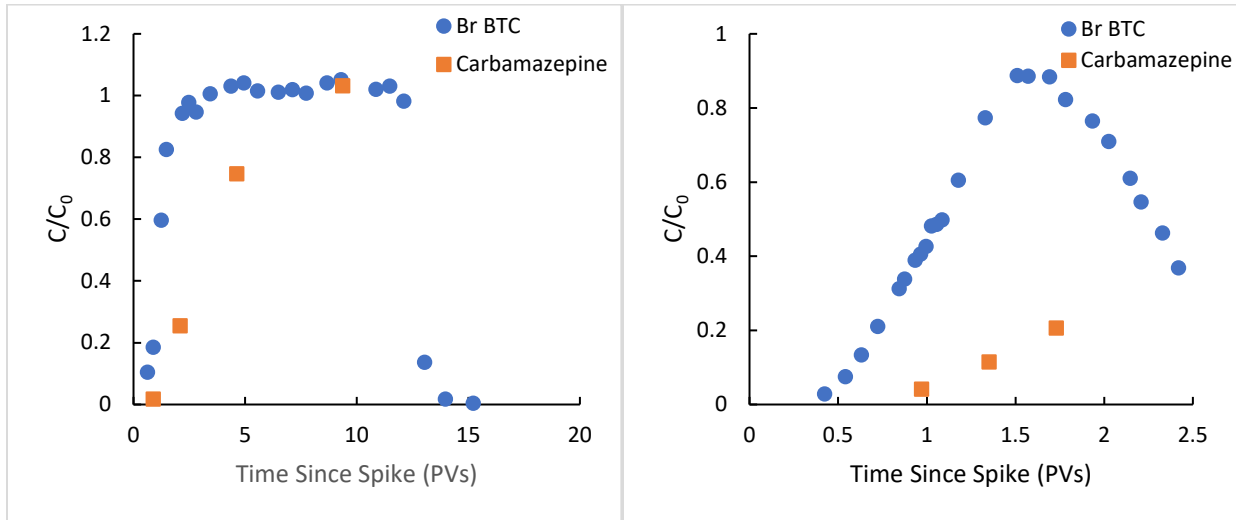 Br BTC
Carbamazepine
1.2
1
0.8
0.6
0.4
0.2
0
C/C0
0 5 10 15 20
Time Since Spike (PVs)
Br BTC
Carbamazepine
1
0.8
0.6
0.4
0.2
0
C/C0
0 0.5 1 1.5 2 2.5
Time Since Spike (PVs)